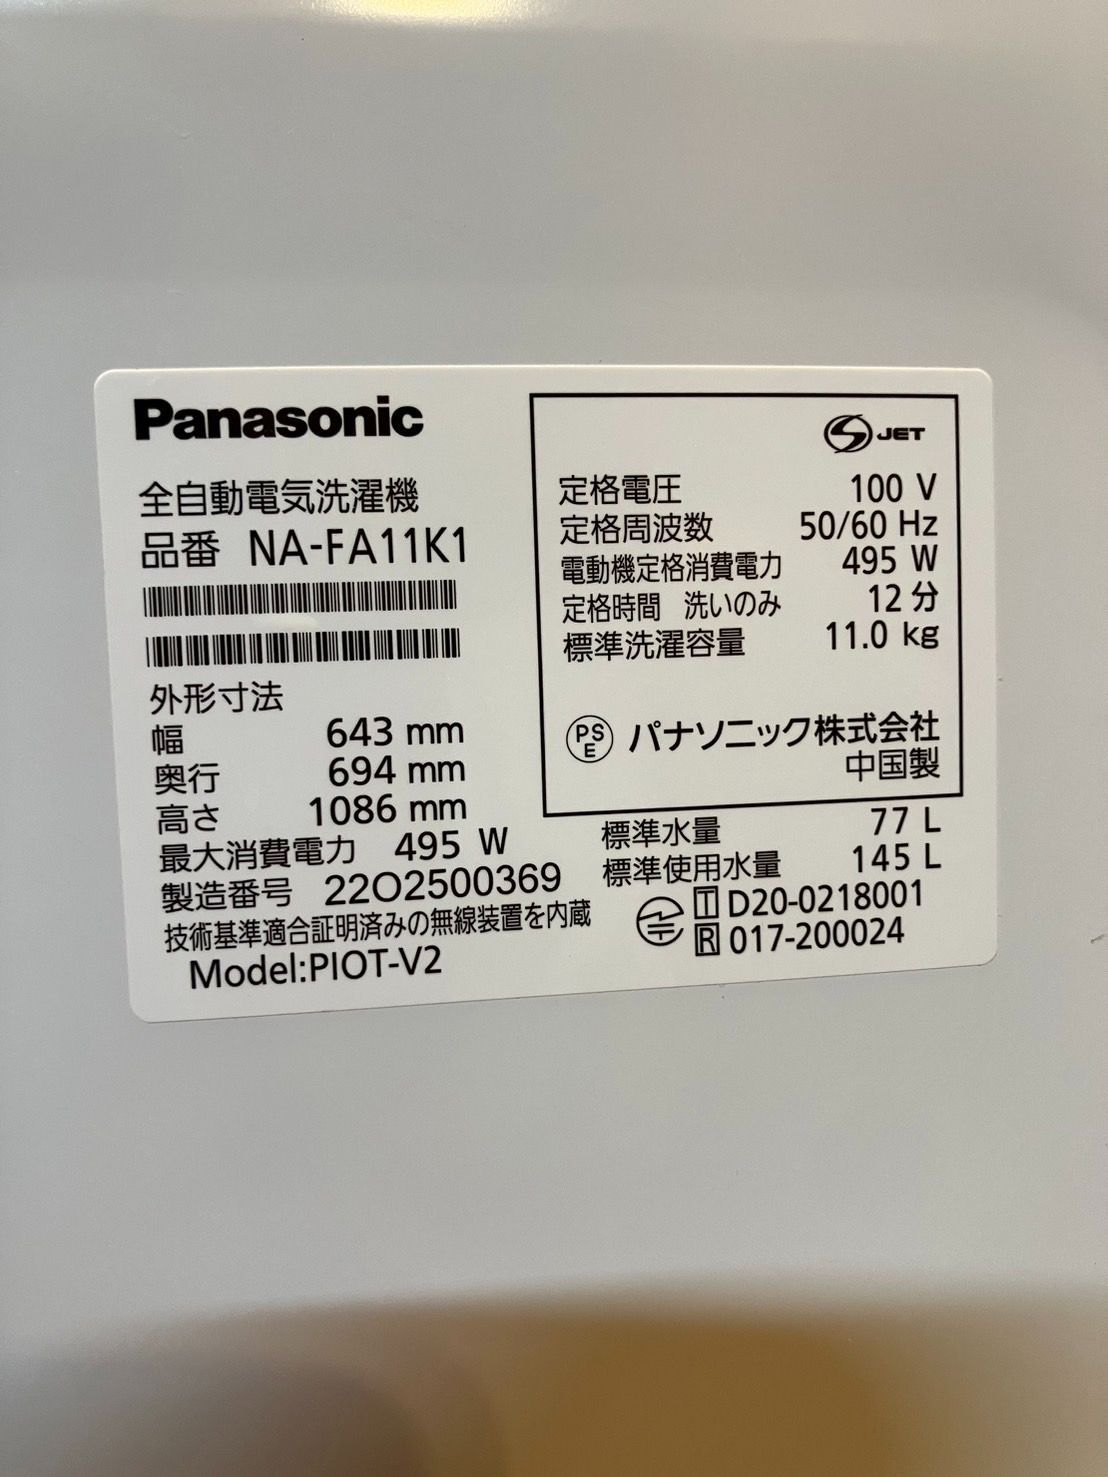 Panasonic
全自動電気洗濯機
品番 NA-FA11K1
外形寸法
幅 643 mm
奥行 694 mm
高さ 1086 mm
最大消費電力 495 W
製造番号 22O2500369
技術基準適合証明済みの無線装置を内蔵
Model:PIOT-V2
S JET
定格電圧 100 V
定格周波数 50/60 Hz
電動機定格消費電力 495 W
定格時間 洗いのみ 12 分
標準洗濯容量 11.0 kg
PSE パナソニック株式会社
中国製
標準水量 77 L
標準使用水量 145 L
T D20-0218001
R 017-200024